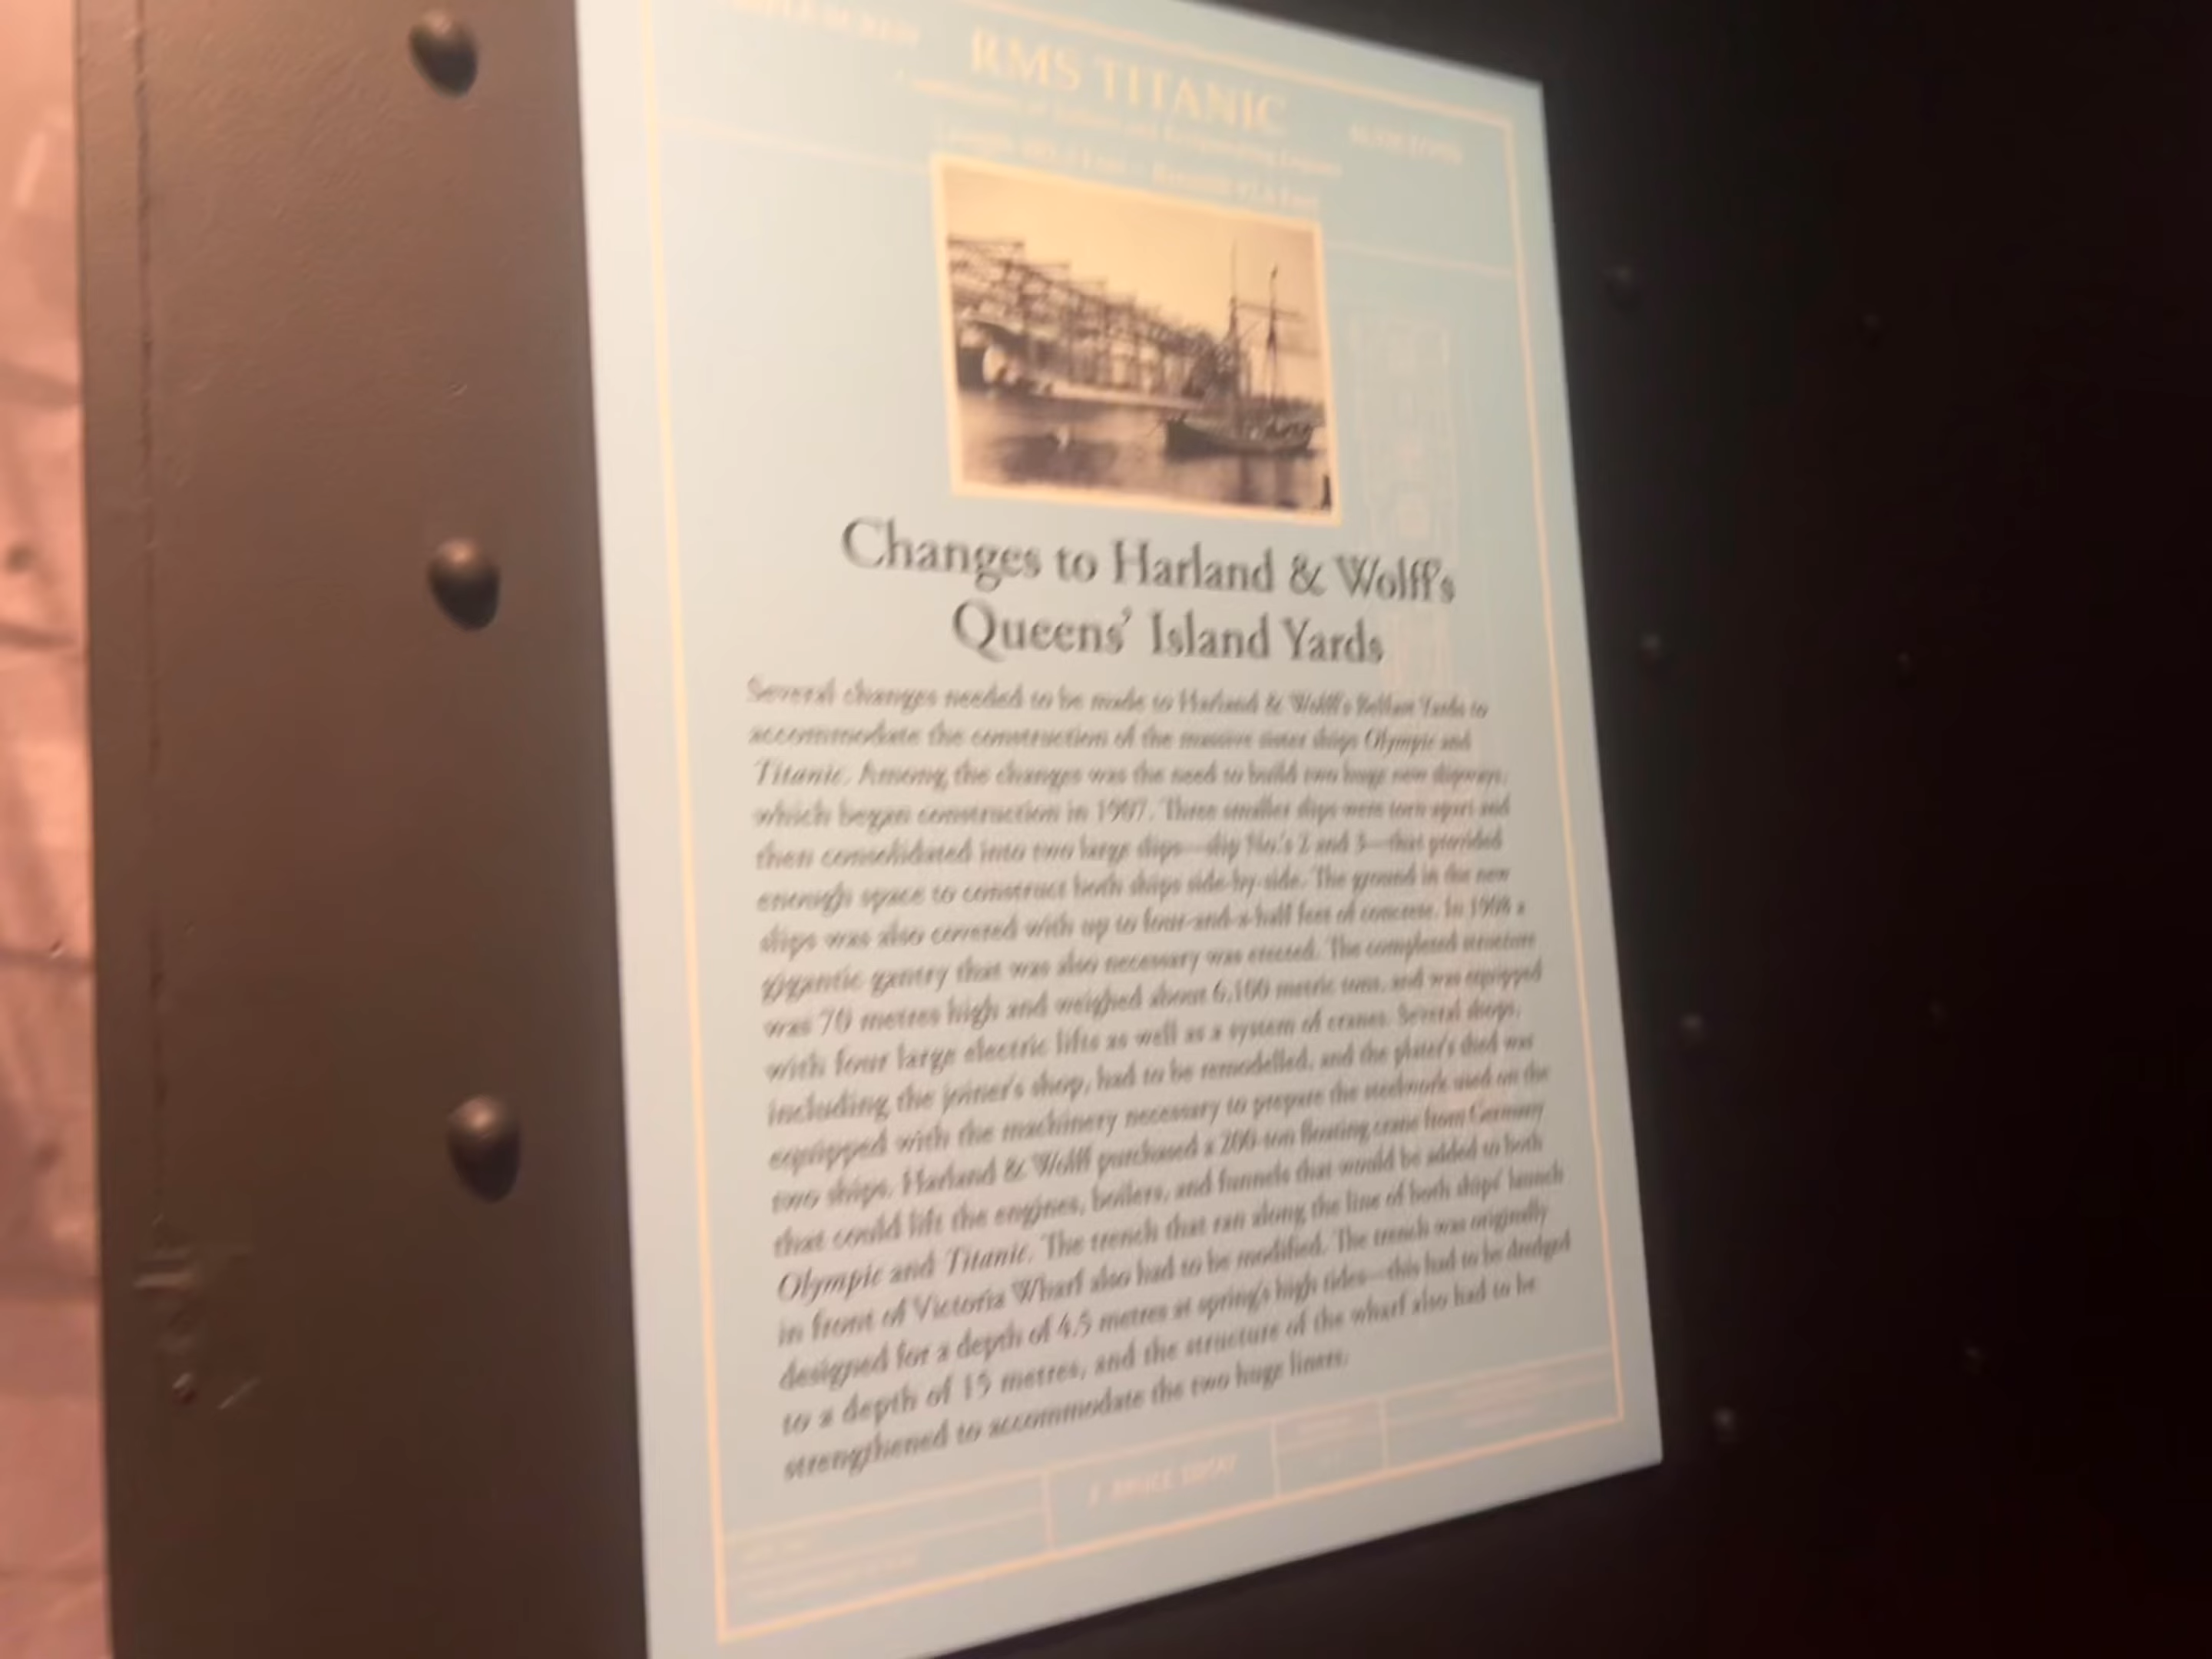 RMS TITANIC
Changes to Harland & Wolff's
Queens' Island Yards
Several changes needed to be made to Harland & Wolff's Belfast Yards to
accommodate the construction of the massive sister ships Olympic and
Titanic. Among the changes was the need to build two huge new slipways,
which began construction in 1907. Three smaller slips were torn apart and
then consolidated into two large slips—slip No.'s 2 and 3—that provided
enough space to construct both ships side-by-side. The ground in the new
slips was also covered with up to four-and-a-half feet of concrete. In 1908 a
gigantic gantry that was also necessary was erected. The completed structure
was 70 metres high and weighed about 6,100 metric tons, and was equipped
with four large electric lifts as well as a system of cranes. Several shops,
including the joiner's shop, had to be remodelled, and the plater's shed was
equipped with the machinery necessary to prepare the steelwork used on the
two ships. Harland & Wolff purchased a 200-ton floating crane from Germany
that could lift the engines, boilers, and funnels that would be added to both
Olympic and Titanic. The trench that ran along the line of both ships' launch
in front of Victoria Wharf also had to be modified. The trench was originally
designed for a depth of 4.5 metres at spring's high tides—this had to be dredged
to a depth of 15 metres, and the structure of the wharf also had to be
strengthened to accommodate the two huge liners.